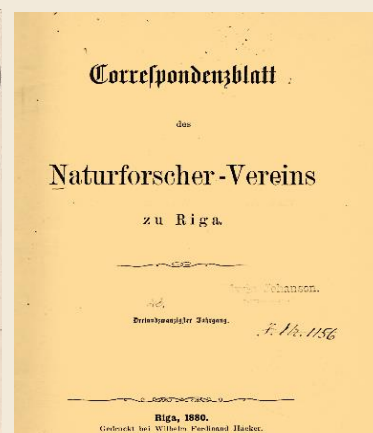 Correspondenzblatt
des
Naturforscher-Vereins
zu Riga.
Dreiundzwanzigster Jahrgang.
Riga, 1880.
Gedruckt bei Wilhelm Ferdinand Häcker.